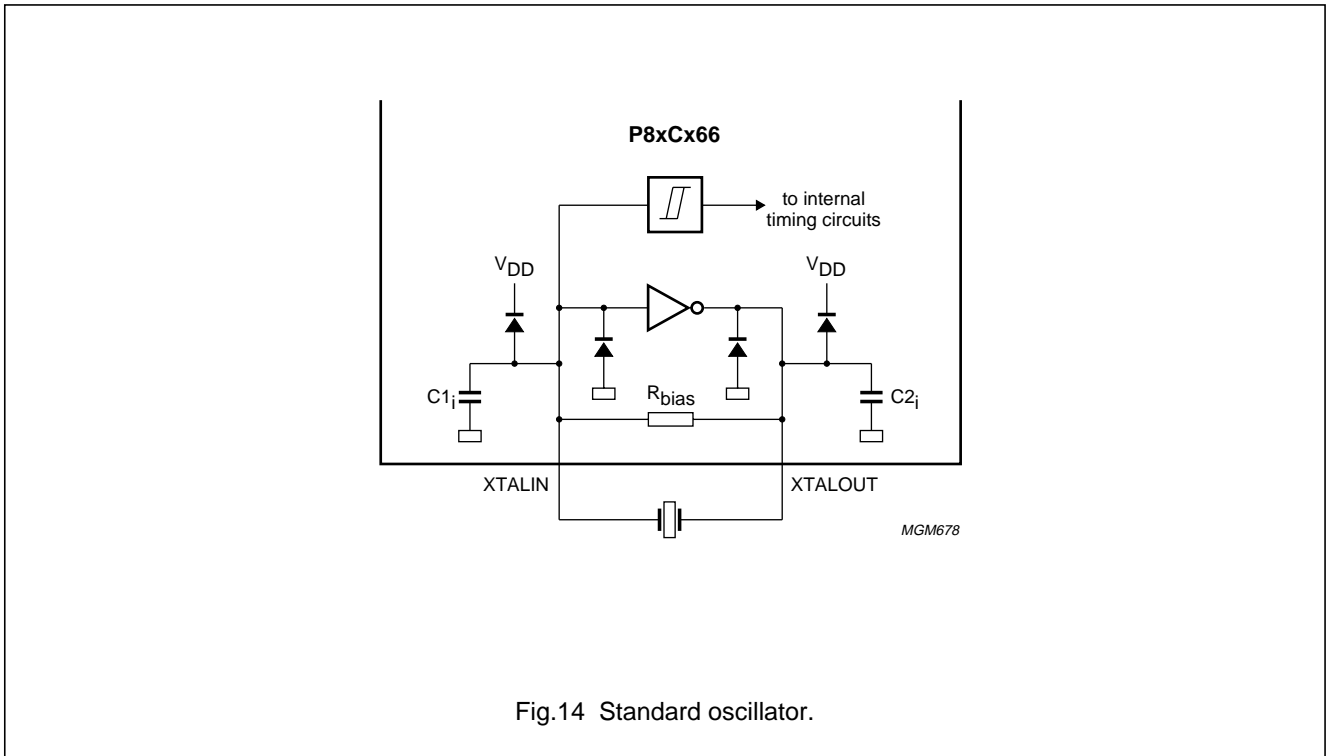 P8xCx66
to internal
timing circuits
VDD
VDD
C1i
Rbias
C2i
XTALIN
XTALOUT
MGM678
Fig.14 Standard oscillator.